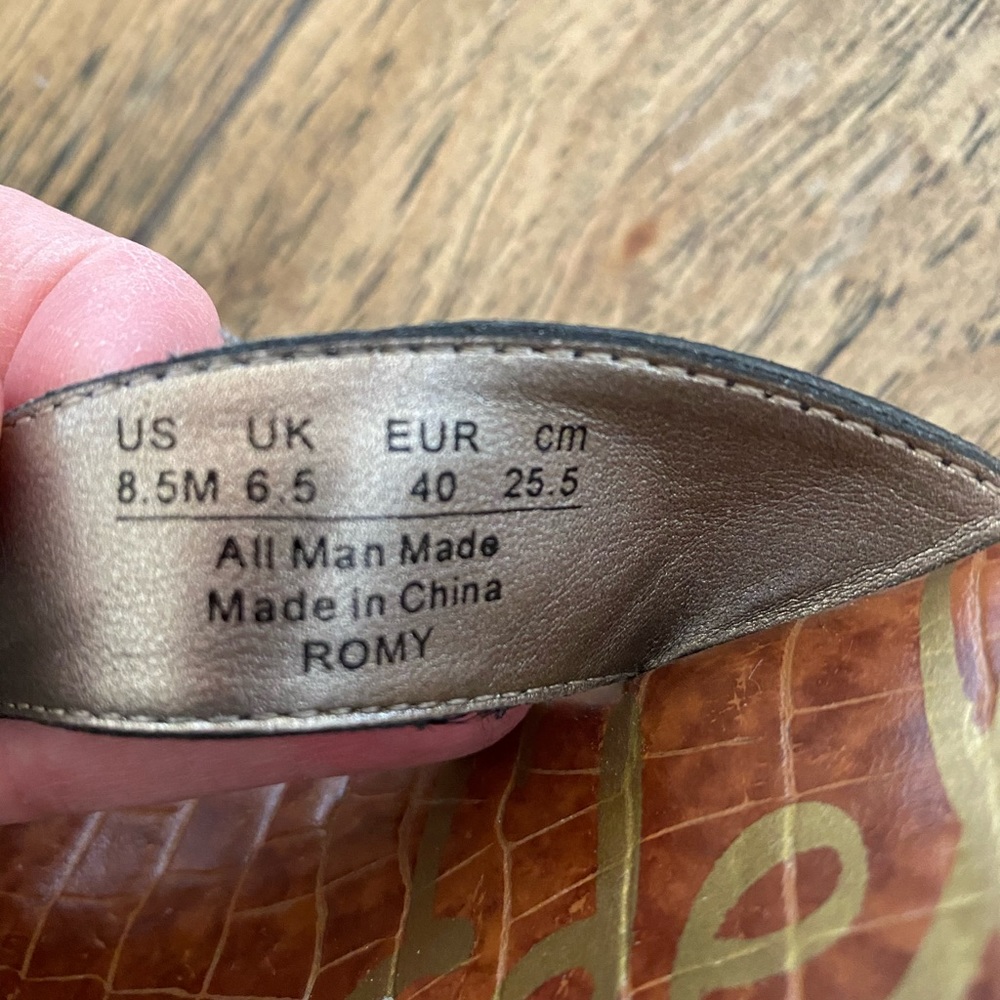 US UK EUR cm
8.5M 6.5 40 25.5
All Man Made
Made in China
ROMY